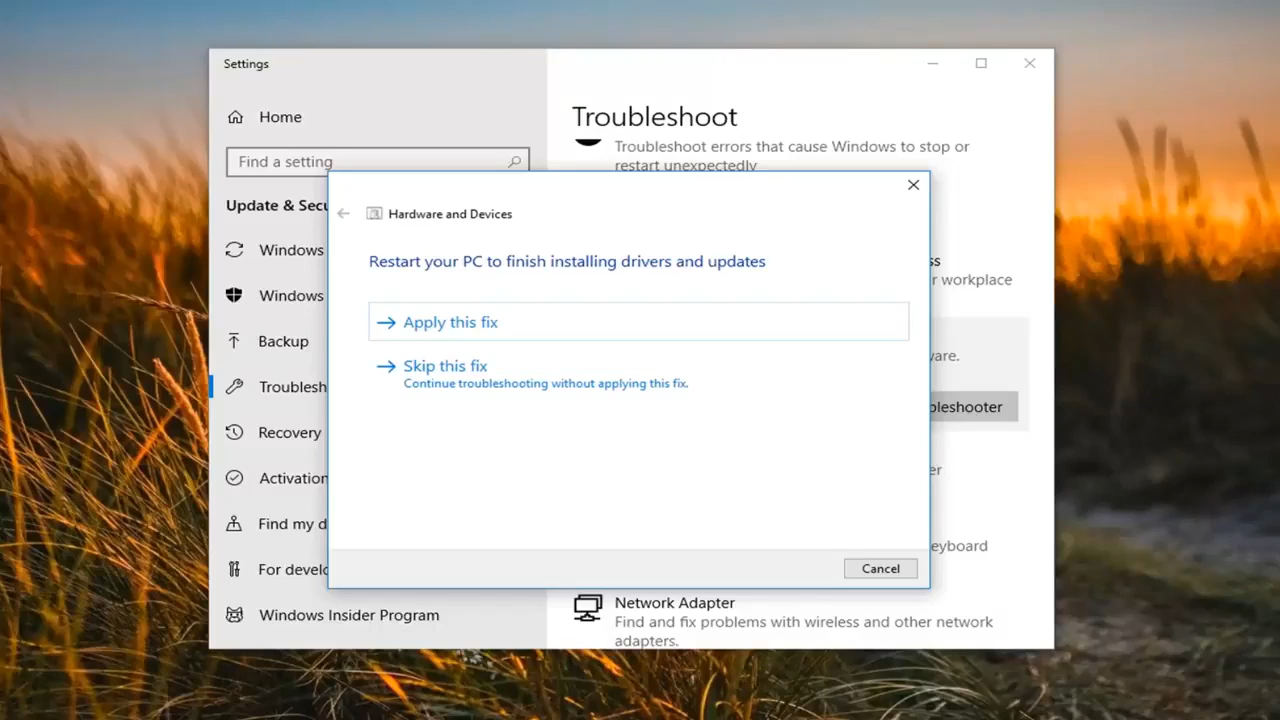 Settings
Home
Find a setting
Update & Secu
Windows
Windows
Backup
Troublesh
Recovery
Activation
Find my d
For develo
Windows Insider Program
Troubleshoot
Troubleshoot errors that cause Windows to stop or
restart unexpectedly
ss
r workplace
ware.
bleshooter
er
eyboard
Network Adapter
Find and fix problems with wireless and other network
adapters.
Hardware and Devices
Restart your PC to finish installing drivers and updates
Apply this fix
Skip this fix
Continue troubleshooting without applying this fix.
Cancel